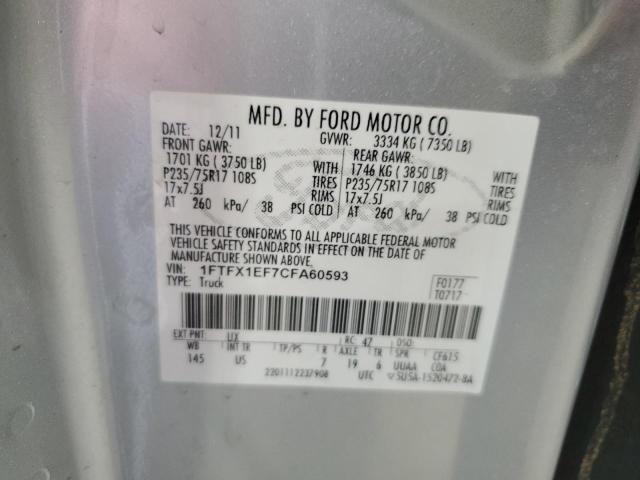 MFD. BY FORD MOTOR CO.
DATE: 12/11 GVWR: 3334 KG ( 7350 LB)
FRONT GAWR: REAR GAWR:
1701 KG ( 3750 LB) WITH 1746 KG ( 3850 LB) WITH
P235/75R17 108S TIRES P235/75R17 108S TIRES
17x7.5J RIMS 17x7.5J RIMS
AT 260 kPa/ 38 PSI COLD AT 260 kPa/ 38 PSI COLD
THIS VEHICLE CONFORMS TO ALL APPLICABLE FEDERAL MOTOR
VEHICLE SAFETY STANDARDS IN EFFECT ON THE DATE OF
MANUFACTURE SHOWN ABOVE.
VIN: 1FTFX1EF7CFA60593 F0177
TYPE: Truck T0717
EXT PNT: UX RC: 47 DSO:
WB INT TR TP/PS R AXLE TR SPR CF615
145 US 7 19 6 UUAA COA
2201112237908 UTC 5U5A-1520472-BA